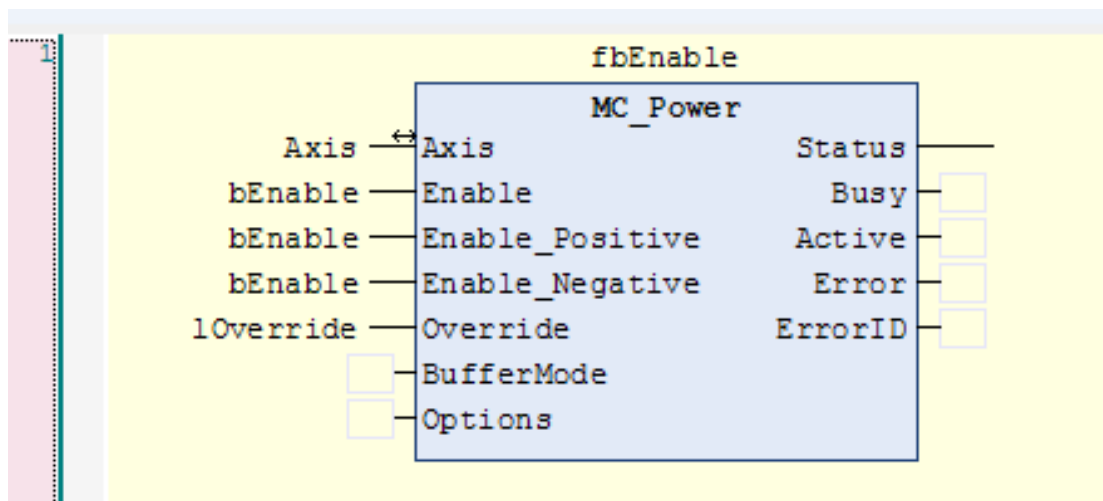 1
fbEnable
MC_Power
Axis Axis Status
bEnable Enable Busy
bEnable Enable_Positive Active
bEnable Enable_Negative Error
lOverride Override ErrorID
BufferMode
Options